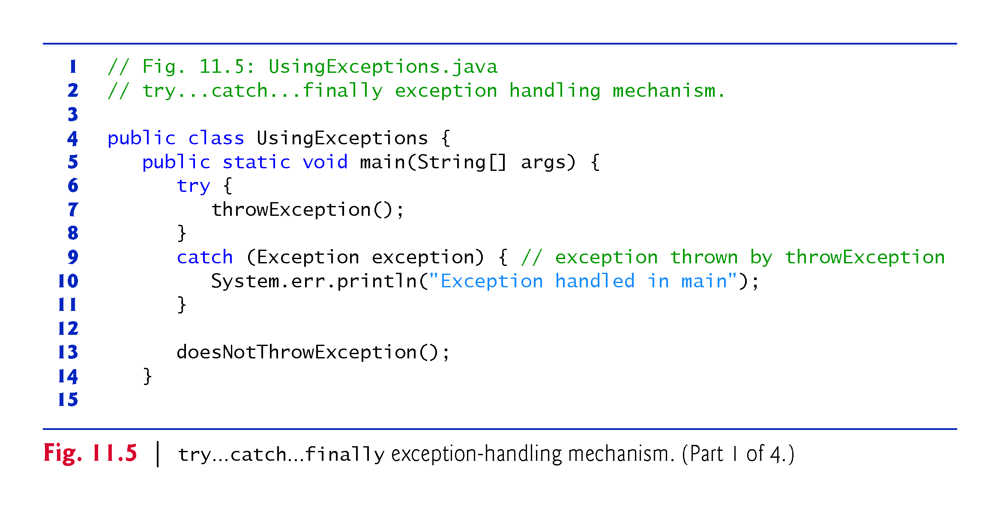 1 // Fig. 11.5: UsingExceptions.java
2 // try...catch...finally exception handling mechanism.
3
4 public class UsingExceptions {
5 public static void main(String[] args) {
6 try {
7 throwException();
8 }
9 catch (Exception exception) { // exception thrown by throwException
10 System.err.println("Exception handled in main");
11 }
12
13 doesNotThrowException();
14 }
15
Fig. 11.5 | try…catch…finally exception-handling mechanism. (Part 1 of 4.)